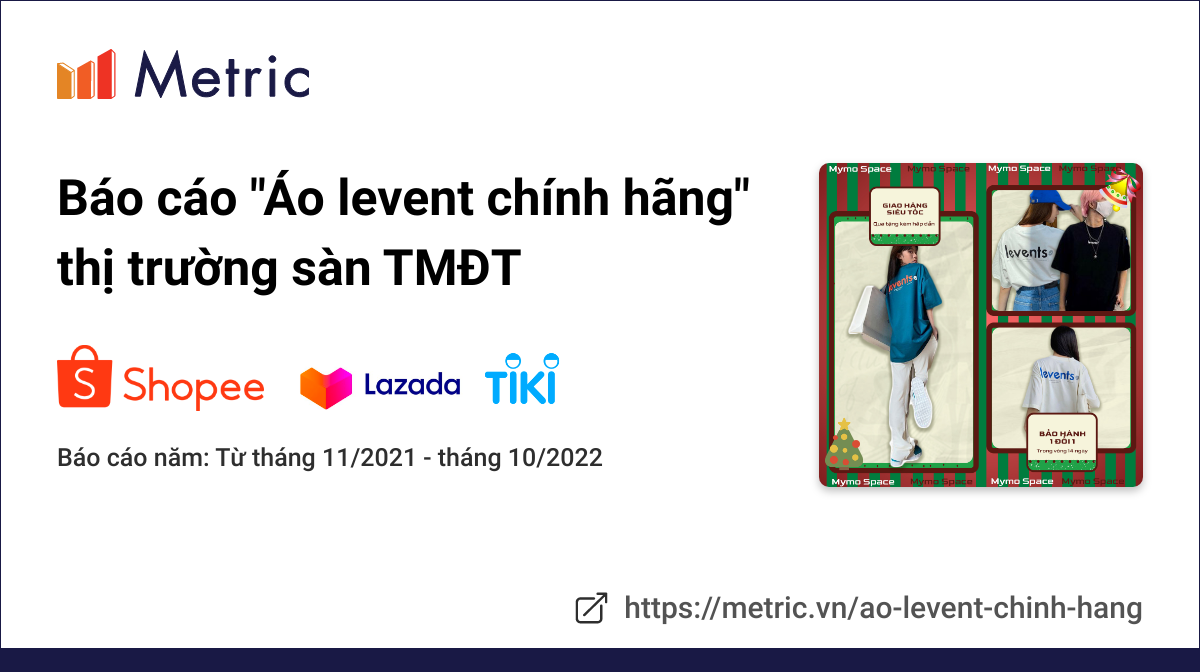 Metric
Báo cáo "Áo levent chính hãng"
thị trường sàn TMĐT
S Shopee
Lazada
TIKI
Báo cáo năm: Từ tháng 11/2021 - tháng 10/2022
Mymo Space Mymo Space Mymo Space Mymo Space
GIAO HÀNG
SIÊU TỐC
Quà tặng kèm hấp dẫn
levents
levents
levents
BẢO HÀNH
1 ĐỔI 1
Trong vòng 14 ngày
Mymo Space Mymo Space Mymo Space Mymo Space
https://metric.vn/ao-levent-chinh-hang